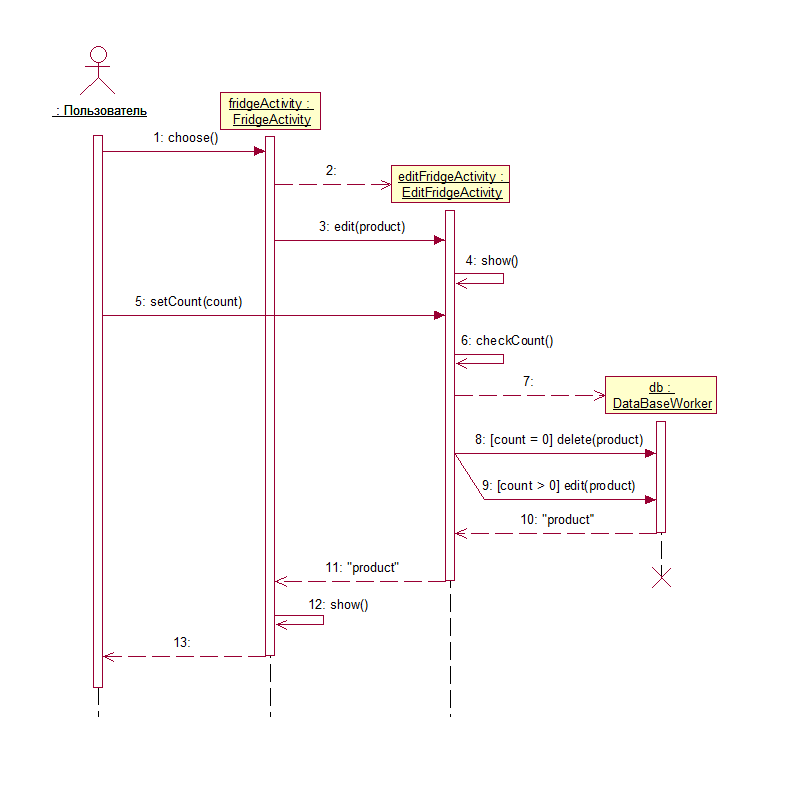 : Пользователь
fridgeActivity :
FridgeActivity
1: choose()
2:
editFridgeActivity :
EditFridgeActivity
3: edit(product)
4: show()
5: setCount(count)
6: checkCount()
7:
db :
DataBaseWorker
8: [count = 0] delete(product)
9: [count > 0] edit(product)
10: "product"
11: "product"
12: show()
13: